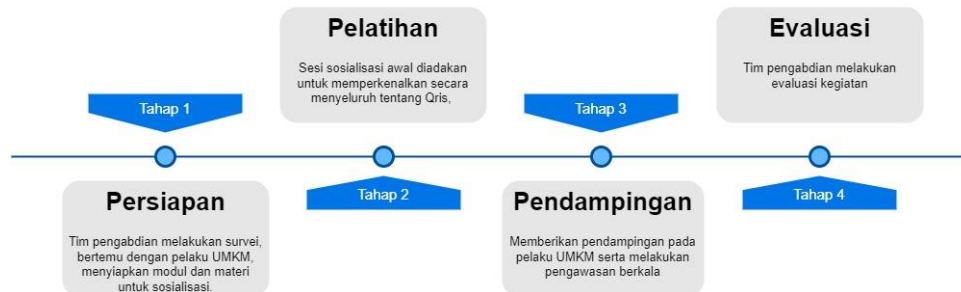 Tahap 1
Persiapan
Tim pengabdian melakukan survei,
bertemu dengan pelaku UMKM,
menyiapkan modul dan materi
untuk sosialisasi.
Pelatihan
Sesi sosialisasi awal diadakan
untuk memperkenalkan secara
menyeluruh tentang Qris,
Tahap 2
Tahap 3
Pendampingan
Memberikan pendampingan pada
pelaku UMKM serta melakukan
pengawasan berkala
Evaluasi
Tim pengabdian melakukan
evaluasi kegiatan
Tahap 4